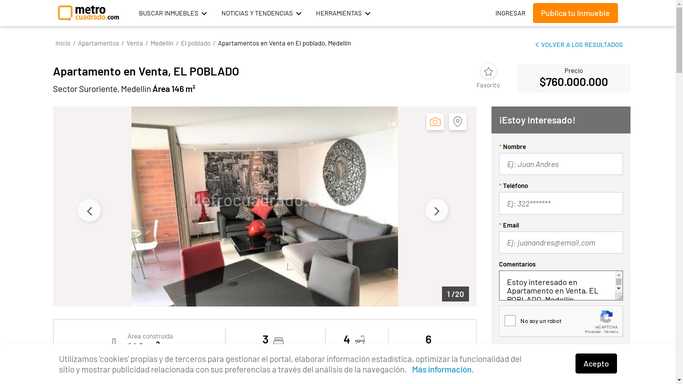 metro
cuadrado.com
BUSCAR INMUEBLES
NOTICIAS Y TENDENCIAS
HERRAMIENTAS
INGRESAR
Publica tu Inmueble
Inicio / Apartamentos / Venta / Medellín / El poblado / Apartamentos en Venta en El poblado, Medellín
VOLVER A LOS RESULTADOS
Apartamento en Venta, EL POBLADO
Sector Suroriente, Medellín Área 146 m²
Favorito
Precio
$760.000.000
Metrocuadrado.com
1 / 20
¡Estoy Interesado!
* Nombre
Ej: Juan Andres
* Teléfono
Ej: 322*******
* Email
Ej: juanandres@email.com
Comentarios
Estoy interesado en
Apartamento en Venta, EL
POBLADO, Medellín
No soy un robot
reCAPTCHA
Privacidad - Términos
Área construida
3
4
6
Utilizamos 'cookies' propias y de terceros para gestionar el portal, elaborar información estadística, optimizar la funcionalidad del
sitio y mostrar publicidad relacionada con sus preferencias a través del análisis de la navegación. Más información.
Acepto